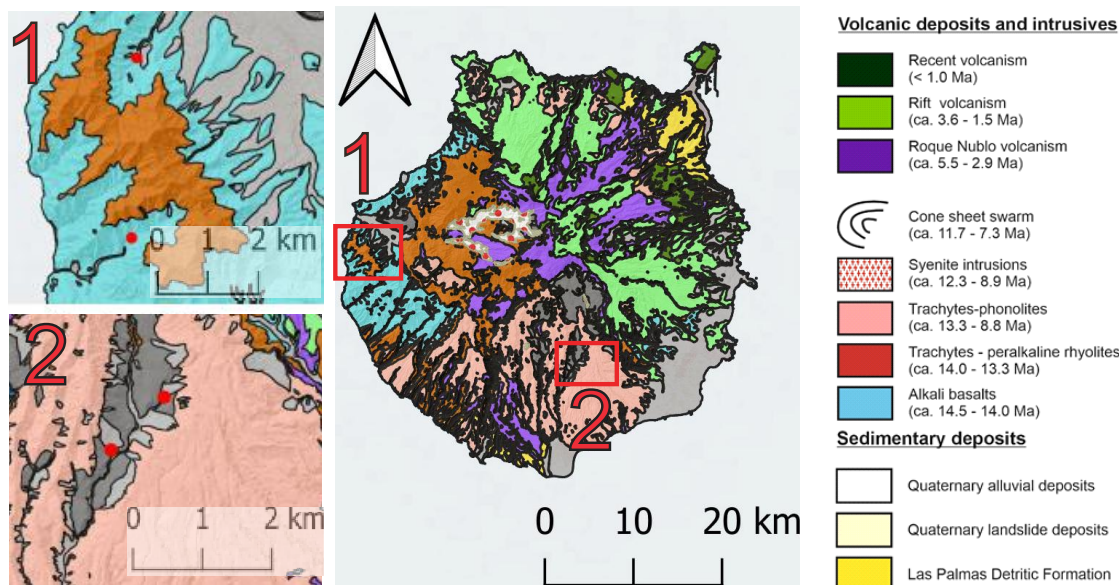 1
0 1 2 km
2
0 1 2 km
1
2
0 10 20 km
Volcanic deposits and intrusives
Recent volcanism
(< 1.0 Ma)
Rift volcanism
(ca. 3.6 - 1.5 Ma)
Roque Nublo volcanism
(ca. 5.5 - 2.9 Ma)
Cone sheet swarm
(ca. 11.7 - 7.3 Ma)
Syenite intrusions
(ca. 12.3 - 8.9 Ma)
Trachytes-phonolites
(ca. 13.3 - 8.8 Ma)
Trachytes - peralkaline rhyolites
(ca. 14.0 - 13.3 Ma)
Alkali basalts
(ca. 14.5 - 14.0 Ma)
Sedimentary deposits
Quaternary alluvial deposits
Quaternary landslide deposits
Las Palmas Detritic Formation